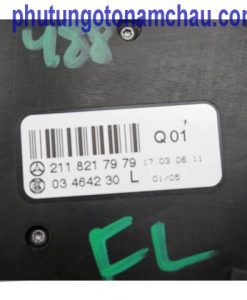 phutungotonamchau.com
488
Q01
211 821 79 79 17 03 06 11
03 4642 30 L 01/05
FL